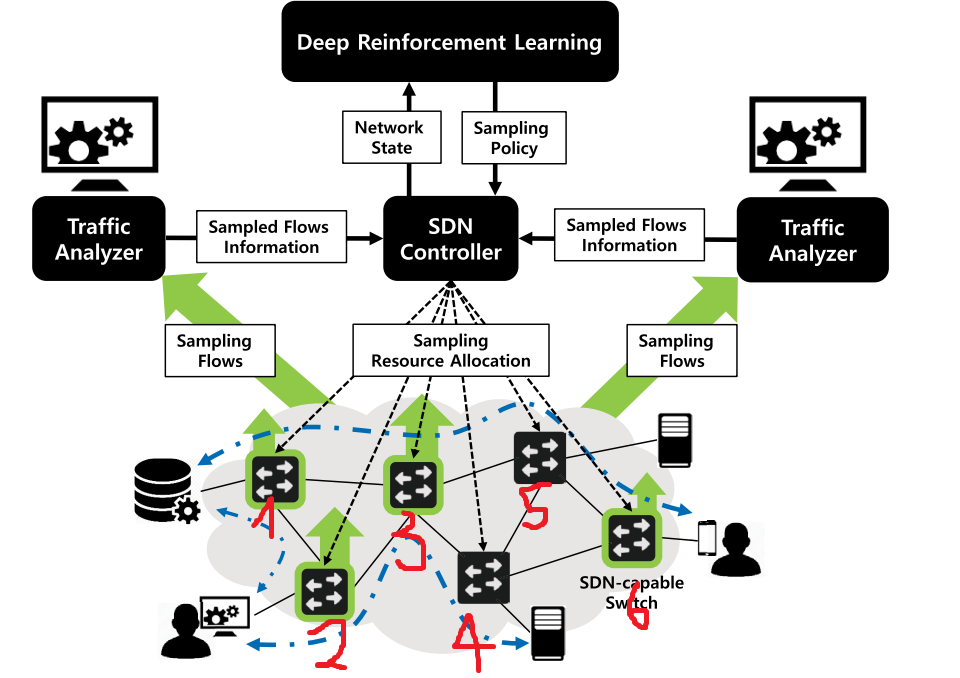 Deep Reinforcement Learning
Network
State
Sampling
Policy
Traffic
Analyzer
Sampled Flows
Information
SDN
Controller
Sampled Flows
Information
Traffic
Analyzer
Sampling
Flows
Sampling
Resource Allocation
Sampling
Flows
1
3
5
2
4
SDN-capable
Switch
6